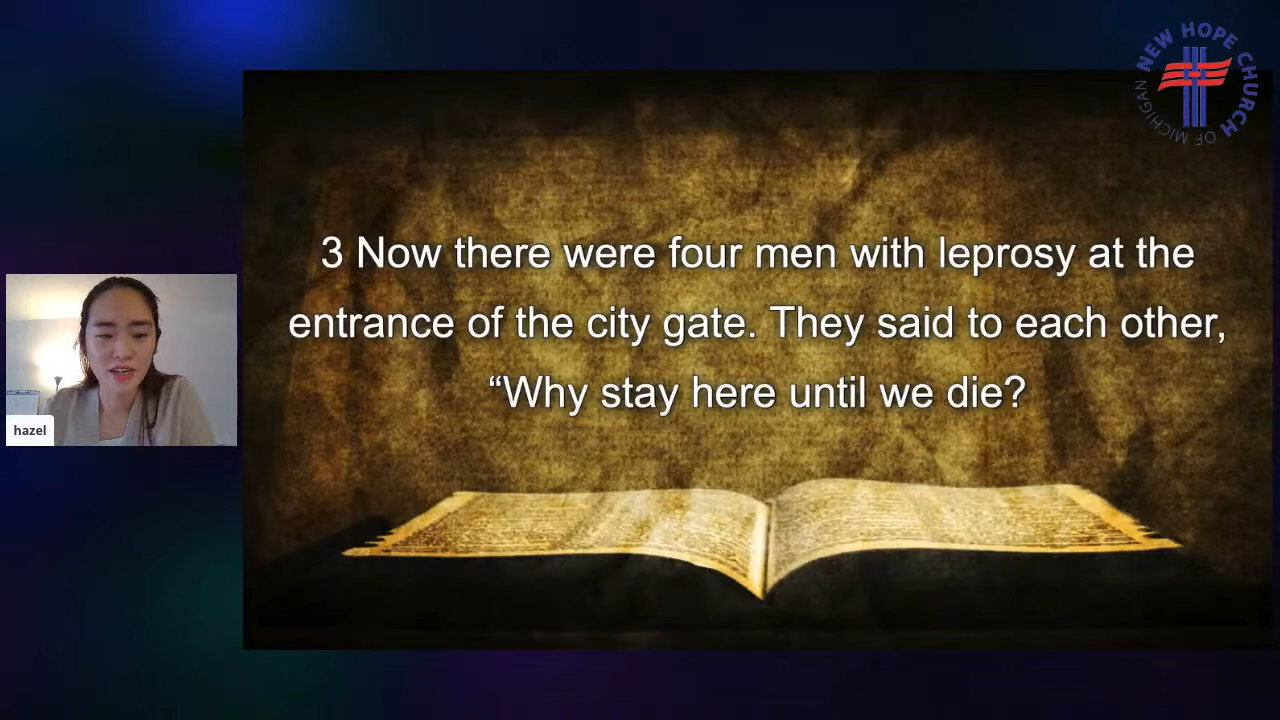 NEW HOPE CHURCH
OF MICHIGAN
3 Now there were four men with leprosy at the
entrance of the city gate. They said to each other,
“Why stay here until we die?
hazel